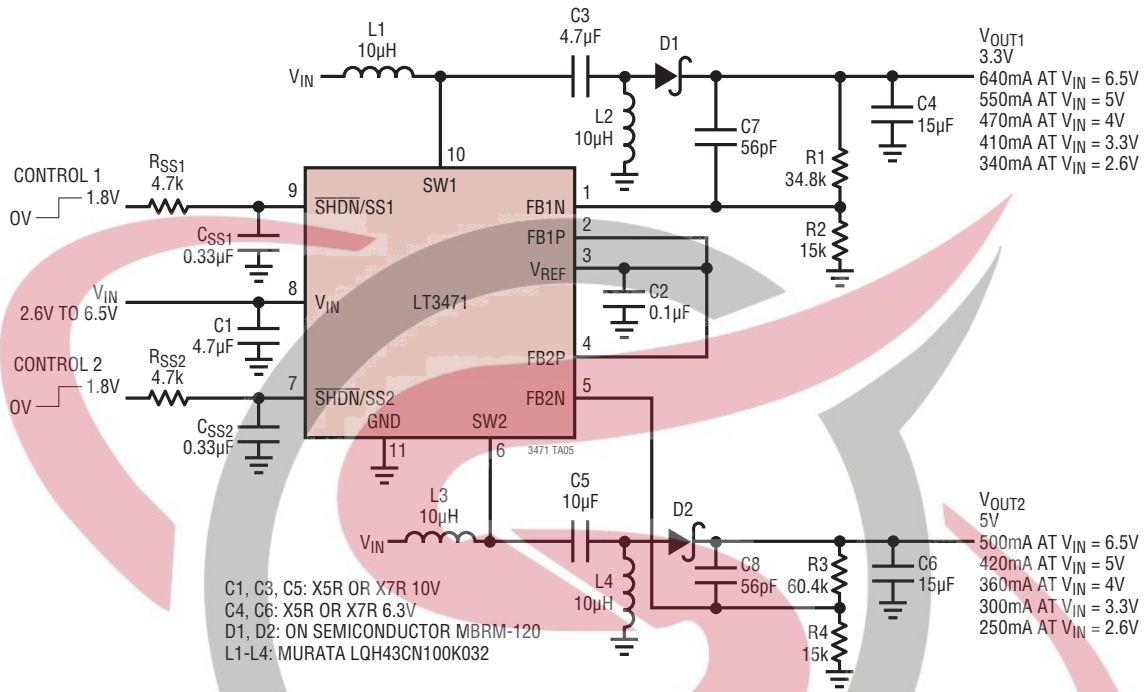 L1
10µH
VIN
C3
4.7µF
D1
L2
10µH
C7
56pF
R1
34.8k
R2
15k
C4
15µF
VOUT1
3.3V
640mA AT VIN = 6.5V
550mA AT VIN = 5V
470mA AT VIN = 4V
410mA AT VIN = 3.3V
340mA AT VIN = 2.6V
CONTROL 1
0V
1.8V
RSS1
4.7k
CSS1
0.33µF
VIN
2.6V TO 6.5V
C1
4.7µF
CONTROL 2
0V
1.8V
RSS2
4.7k
CSS2
0.33µF
10
SW1
9
SHDN/SS1
8
VIN
LT3471
7
SHDN/SS2
GND
11
SW2
6
1
FB1N
2
FB1P
3
VREF
4
FB2P
5
FB2N
C2
0.1µF
3471 TA05
L3
10µH
VIN
C5
10µF
D2
L4
10µH
C8
56pF
R3
60.4k
R4
15k
C6
15µF
VOUT2
5V
500mA AT VIN = 6.5V
420mA AT VIN = 5V
360mA AT VIN = 4V
300mA AT VIN = 3.3V
250mA AT VIN = 2.6V
C1, C3, C5: X5R OR X7R 10V
C4, C6: X5R OR X7R 6.3V
D1, D2: ON SEMICONDUCTOR MBRM-120
L1-L4: MURATA LQH43CN100K032